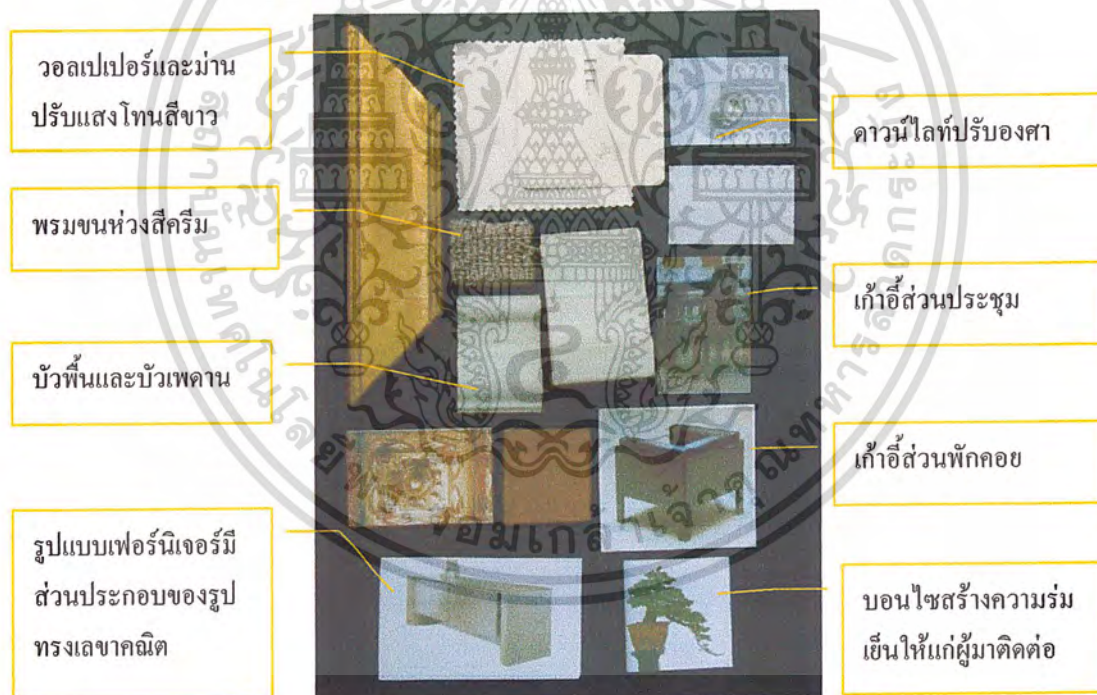 วอลเปเปอร์และม่าน
ปรับแสงโทนสีขาว
พรมขนห่วงสีครีม
บัวพื้นและบัวเพดาน
รูปแบบเฟอร์นิเจอร์มี
ส่วนประกอบของรูป
ทรงเลขาคณิต
ดาวน์ไลท์ปรับองศา
เก้าอี้ส่วนประชุม
เก้าอี้ส่วนพักคอย
บอนไซสร้างความร่ม
เย็นให้แก่ผู้มาติดต่อ